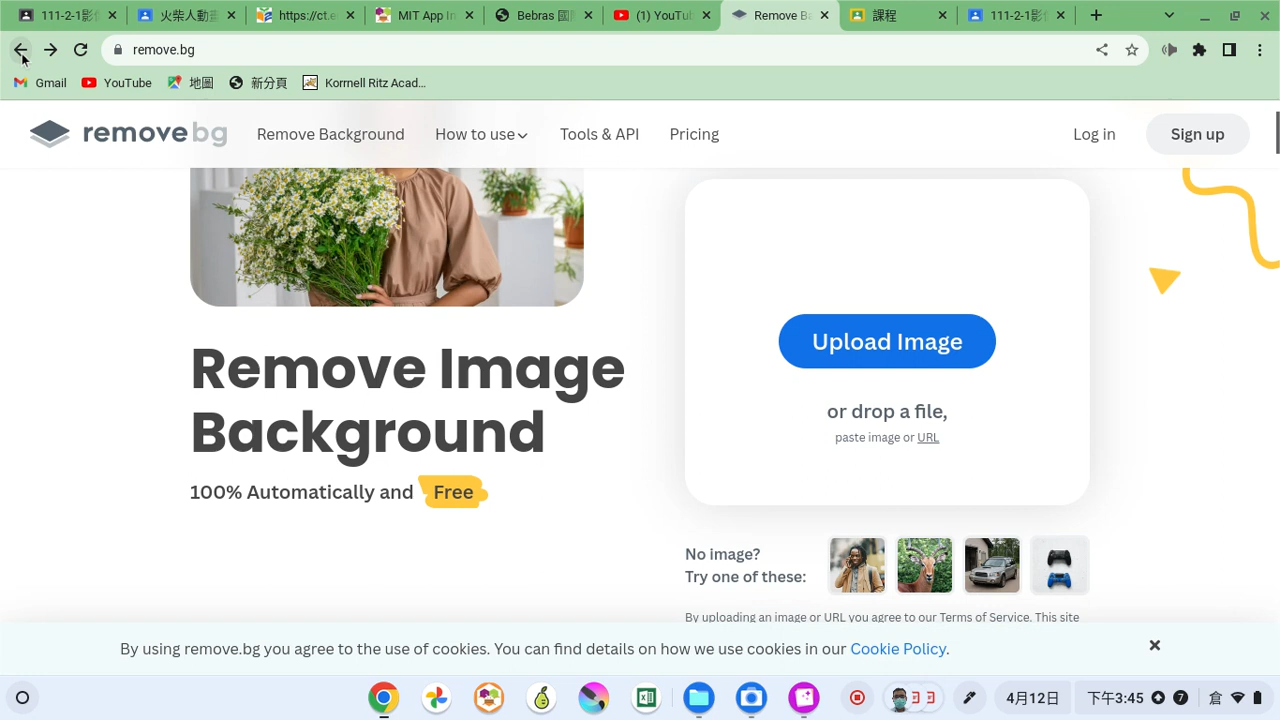 111-2-1影像
火柴人動畫
https://ct.e
MIT App In
Bebras 國
(1) YouTu
Remove B
課程
111-2-1影像
remove.bg
Gmail
YouTube
地圖
新分頁
Kormell Ritz Acad...
remove bg
Remove Background
How to use
Tools & API
Pricing
Log in
Sign up
Upload Image
or drop a file,
paste image or URL
Remove Image
Background
100% Automatically and Free
No image?
Try one of these:
By uploading an image or URL you agree to our Terms of Service. This site
By using remove.bg you agree to the use of cookies. You can find details on how we use cookies in our Cookie Policy.
4月12日
下午3:45
7
倉